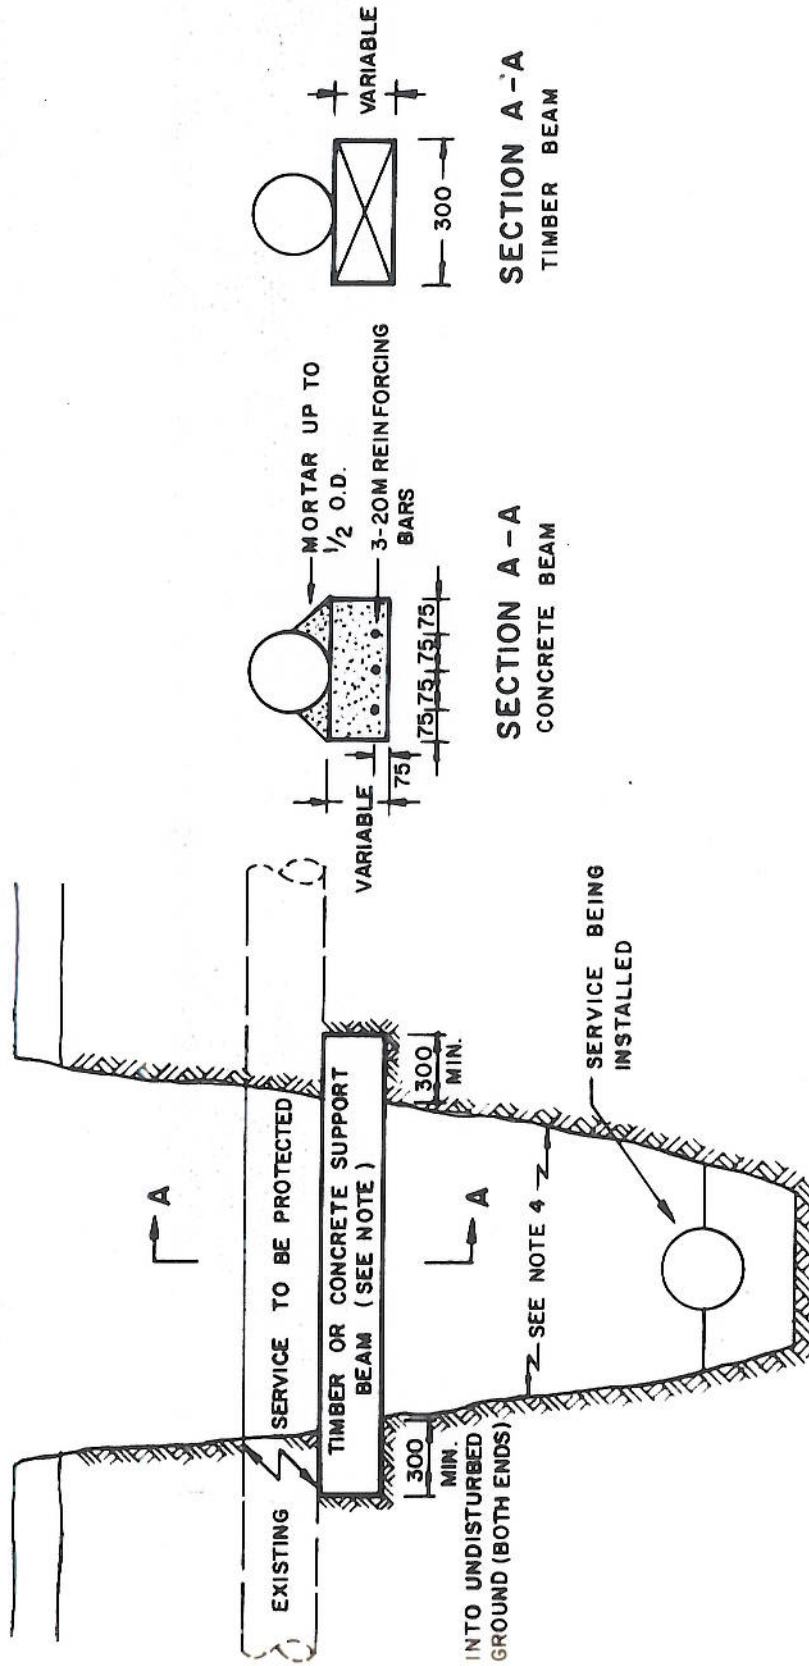 EXISTING
SERVICE TO BE PROTECTED
TIMBER OR CONCRETE SUPPORT
BEAM (SEE NOTE)
A
A
300
MIN.
INTO UNDISTURBED
GROUND (BOTH ENDS)
300
MIN.
SEE NOTE 4
SERVICE BEING
INSTALLED
MORTAR UP TO
1/2 O.D.
3-20M REINFORCING
BARS
VARIABLE
75
75 75 75 75
SECTION A-A
CONCRETE BEAM
VARIABLE
300
SECTION A-A
TIMBER BEAM